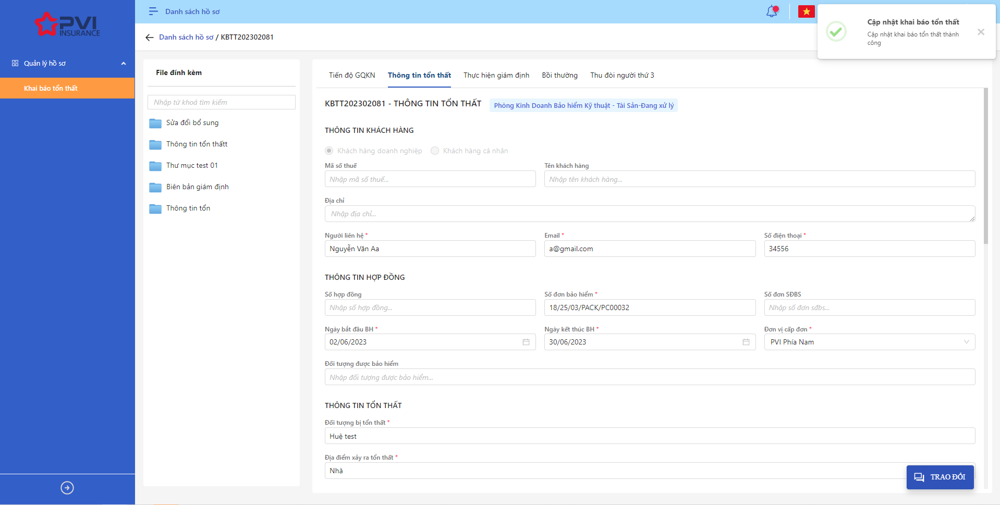 PVI
INSURANCE
Quản lý hồ sơ
Khai báo tổn thất
Danh sách hồ sơ
Danh sách hồ sơ / KBTT202302081
Cập nhật khai báo tổn thất
Cập nhật khai báo tổn thất thành
công
File đính kèm
Nhập từ khoá tìm kiếm
Sửa đổi bổ sung
Thông tin tổn thấtt
Thư mục test 01
Biên bản giám định
Thông tin tổn
Tiến độ GQKN Thông tin tổn thất Thực hiện giám định Bồi thường Thu đòi người thứ 3
KBTT202302081 - THÔNG TIN TỔN THẤT Phòng Kinh Doanh Bảo hiểm Kỹ thuật - Tài Sản-Đang xử lý
THÔNG TIN KHÁCH HÀNG
Khách hàng doanh nghiệp Khách hàng cá nhân
Mã số thuế Tên khách hàng
Nhập mã số thuế... Nhập tên khách hàng...
Địa chỉ
Nhập địa chỉ...
Người liên hệ * Email * Số điện thoại *
Nguyễn Văn Aa a@gmail.com 34556
THÔNG TIN HỢP ĐỒNG
Số hợp đồng Số đơn bảo hiểm * Số đơn SĐBS
Nhập số hợp đồng... 18/25/03/PACK/PC00032 Nhập số đơn sđbs...
Ngày bắt đầu BH * Ngày kết thúc BH * Đơn vị cấp đơn *
02/06/2023 30/06/2023 PVI Phía Nam
Đối tượng được bảo hiểm
Nhập đối tượng được bảo hiểm...
THÔNG TIN TỔN THẤT
Đối tượng bị tổn thất *
Huệ test
Địa điểm xảy ra tổn thất *
Nhà
TRAO ĐỔI